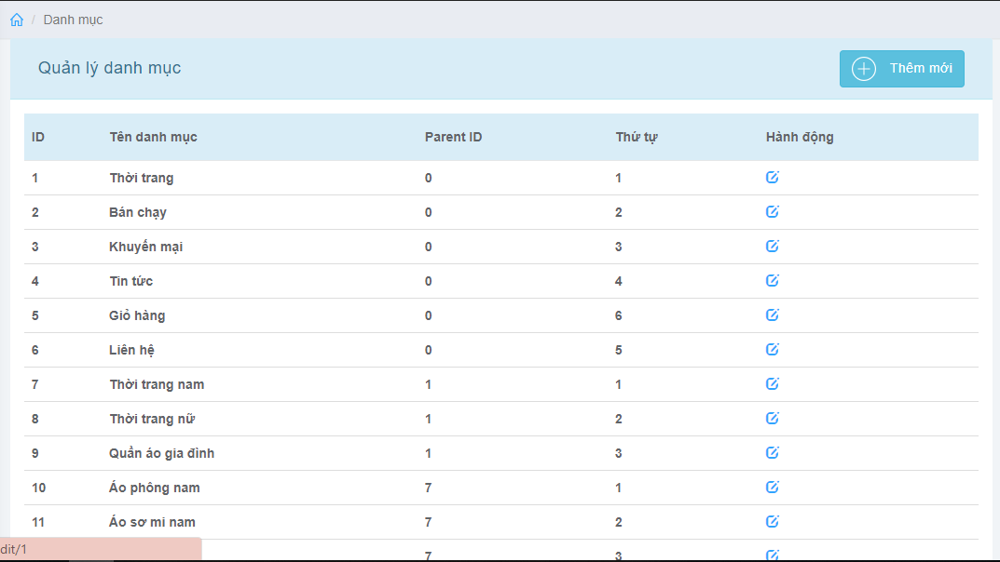 / Danh mục
Quản lý danh mục
Thêm mới
ID Tên danh mục Parent ID Thứ tự Hành động
1 Thời trang 0 1
2 Bán chạy 0 2
3 Khuyến mại 0 3
4 Tin tức 0 4
5 Giỏ hàng 0 6
6 Liên hệ 0 5
7 Thời trang nam 1 1
8 Thời trang nữ 1 2
9 Quần áo gia đình 1 3
10 Áo phông nam 7 1
11 Áo sơ mi nam 7 2
7 3
dit/1